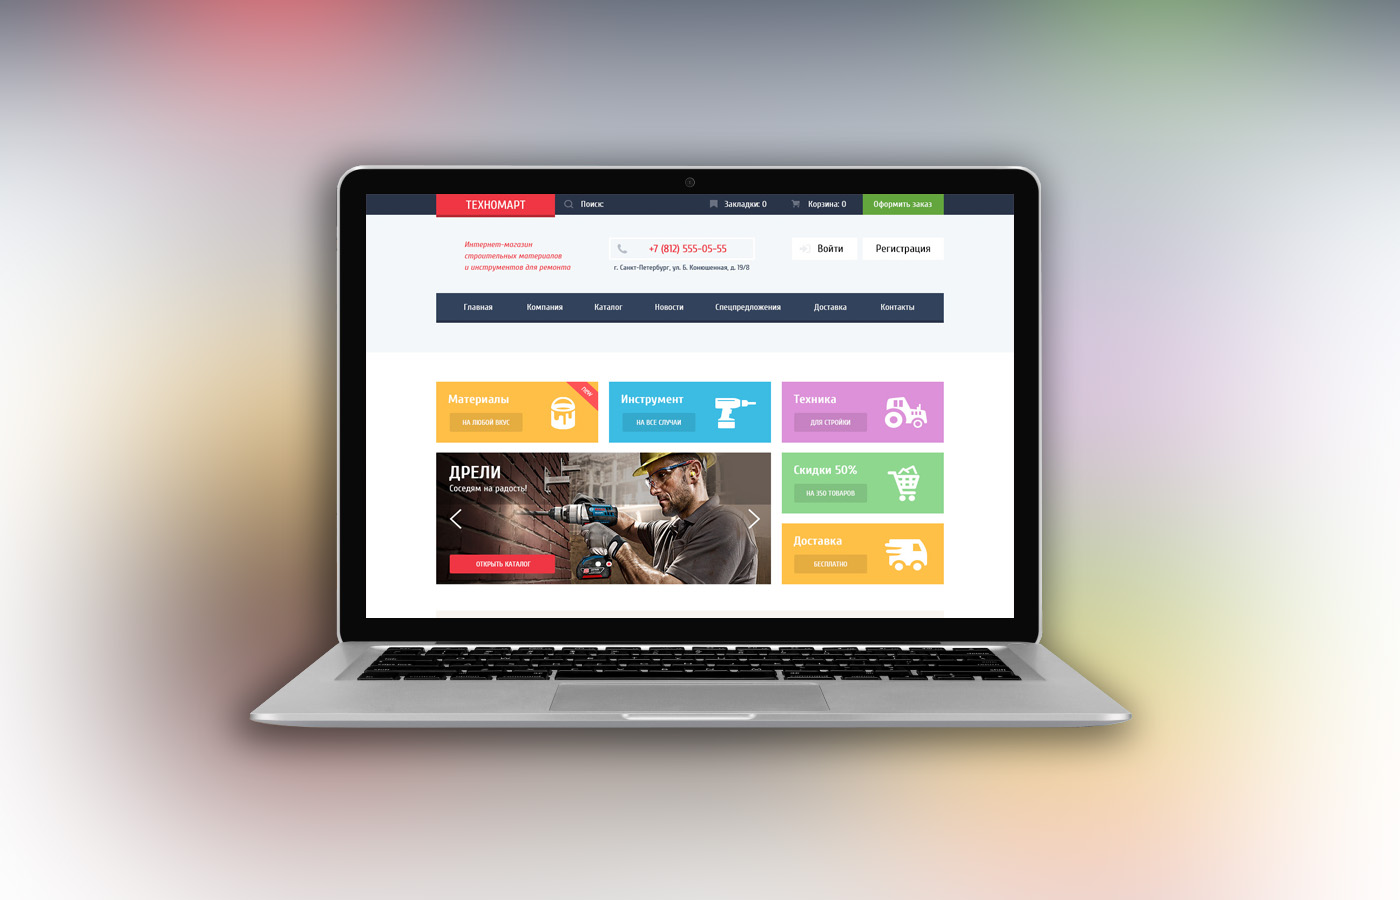 ТЕХНОМАРТ
Поиск:
Закладки: 0
Корзина: 0
Оформить заказ
Интернет-магазин
строительных материалов
и инструментов для ремонта
+7 (812) 555-05-55
г. Санкт-Петербург, ул. Б. Конюшенная, д. 19/8
Войти
Регистрация
Главная
Компания
Каталог
Новости
Спецпредложения
Доставка
Контакты
Материалы
new
НА ЛЮБОЙ ВКУС
Инструмент
НА ВСЕ СЛУЧАИ
Техника
ДЛЯ СТРОЙКИ
ДРЕЛИ
Соседям на радость!
ОТКРЫТЬ КАТАЛОГ
Скидки 50%
НА 350 ТОВАРОВ
Доставка
БЕСПЛАТНО